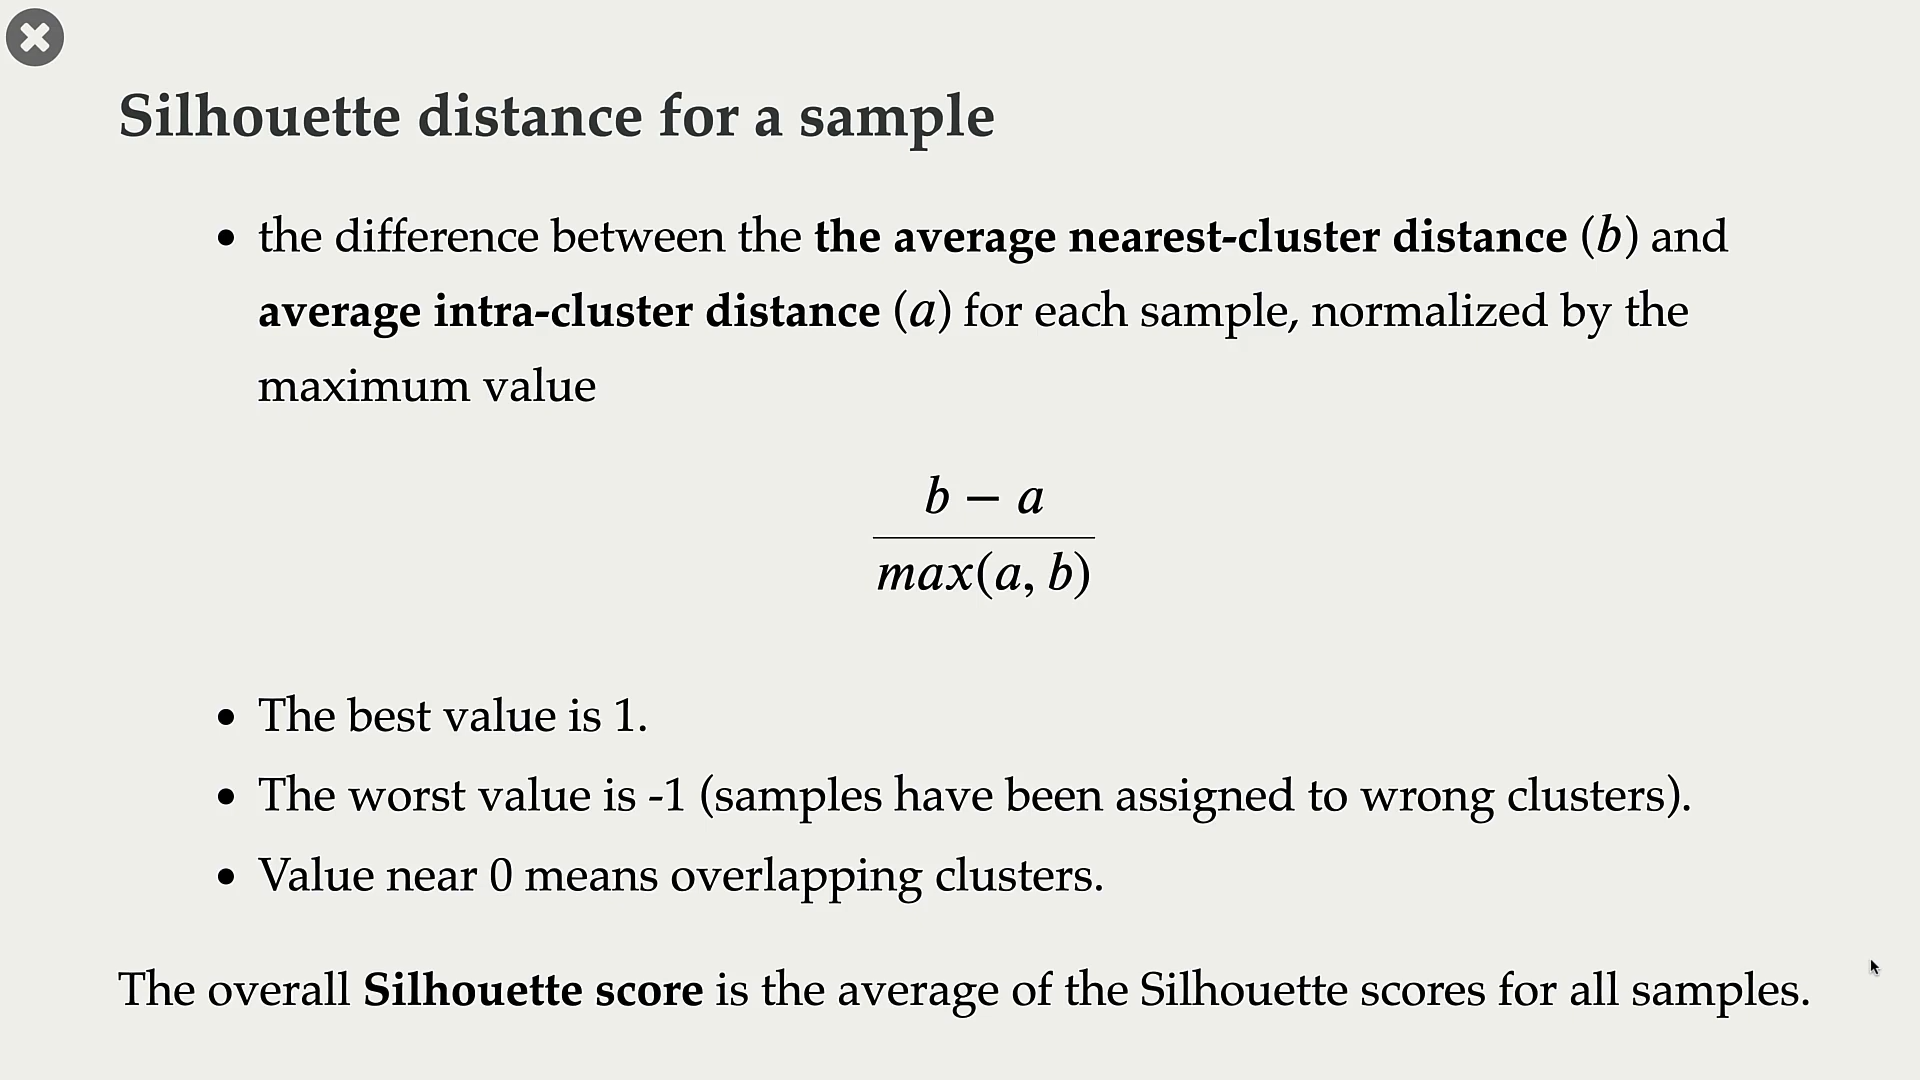 Silhouette distance for a sample
• the difference between the the average nearest-cluster distance (b) and
average intra-cluster distance (a) for each sample, normalized by the
maximum value
b − a
max(a, b)
• The best value is 1.
• The worst value is -1 (samples have been assigned to wrong clusters).
• Value near 0 means overlapping clusters.
The overall Silhouette score is the average of the Silhouette scores for all samples.